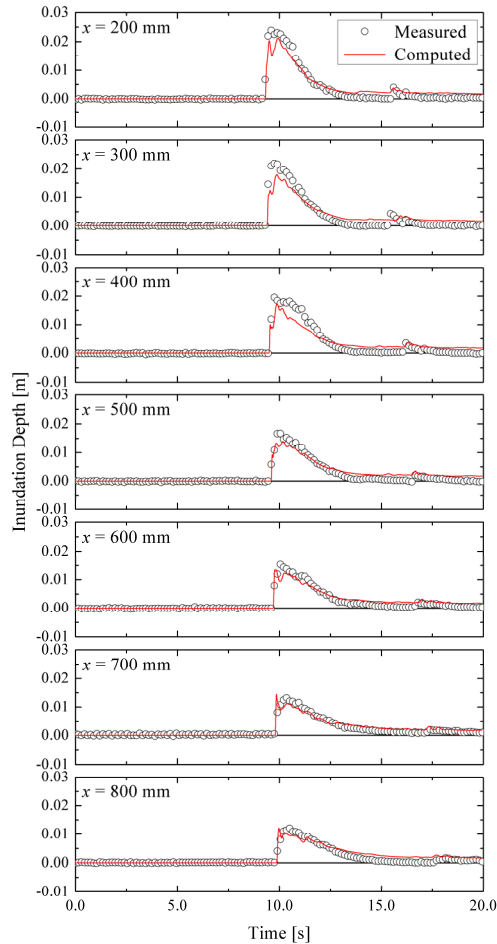 x = 200 mm
Measured
Computed
0.03
0.02
0.01
0.00
-0.01
x = 300 mm
0.03
0.02
0.01
0.00
-0.01
x = 400 mm
0.03
0.02
0.01
0.00
-0.01
x = 500 mm
0.03
0.02
0.01
0.00
-0.01
x = 600 mm
0.03
0.02
0.01
0.00
-0.01
x = 700 mm
0.03
0.02
0.01
0.00
-0.01
x = 800 mm
0.03
0.02
0.01
0.00
-0.01
Inundation Depth [m]
0.0 5.0 10.0 15.0 20.0
Time [s]